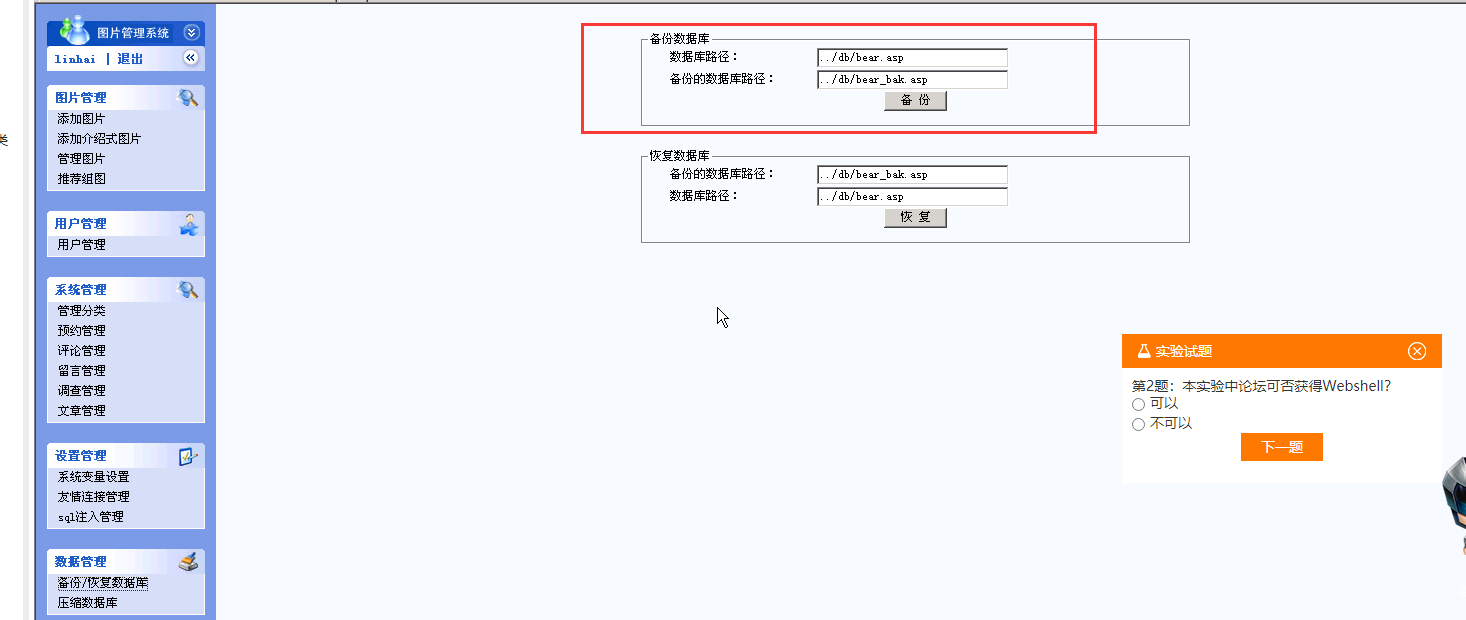 图片管理系统
linhai | 退出
图片管理
添加图片
添加介绍式图片
管理图片
推荐组图
用户管理
用户管理
系统管理
管理分类
预约管理
评论管理
留言管理
调查管理
文章管理
设置管理
系统变量设置
友情连接管理
sql注入管理
数据管理
备份/恢复数据库
压缩数据库
类
备份数据库
数据库路径： ../db/bear.asp
备份的数据库路径： ../db/bear_bak.asp
备 份
恢复数据库
备份的数据库路径： ../db/bear_bak.asp
数据库路径： ../db/bear.asp
恢 复
实验试题
第2题：本实验中论坛可否获得Webshell?
可以
不可以
下一题